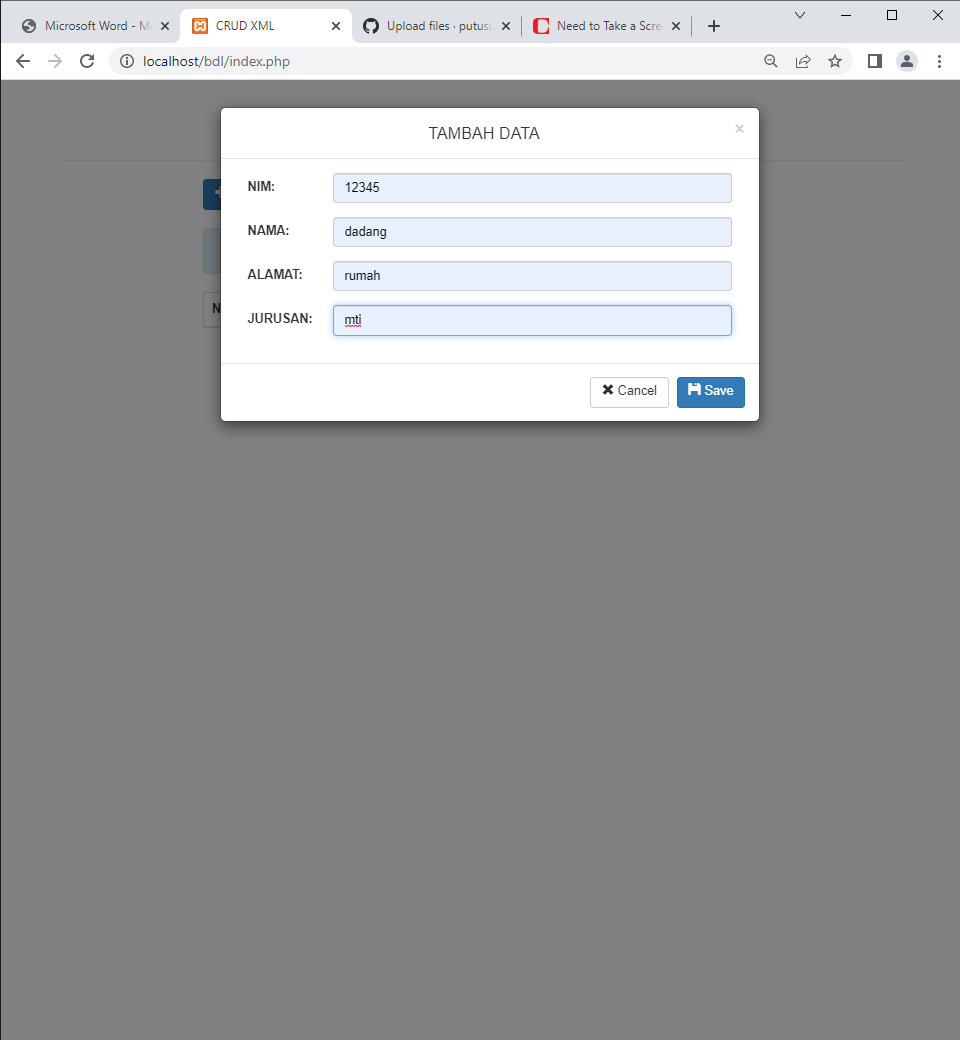 Microsoft Word - M
CRUD XML
Upload files · putusu
Need to Take a Scre
localhost/bdl/index.php
TAMBAH DATA
×
NIM:
12345
NAMA:
dadang
ALAMAT:
rumah
JURUSAN:
mti
N
Cancel
Save